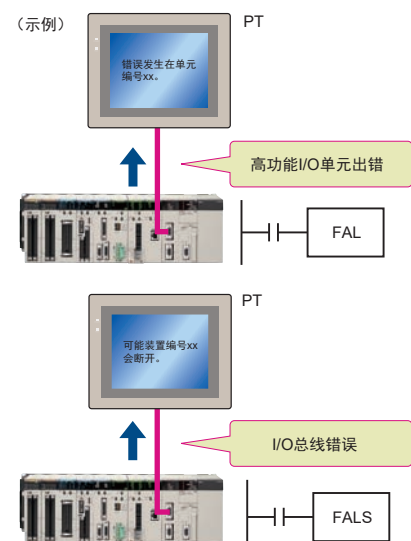 （示例）
PT
错误发生在单元
编号xx。
高功能I/O单元出错
FAL
PT
可能装置编号xx
会断开。
I/O总线错误
FALS